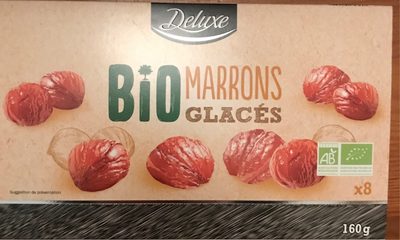 Deluxe
BIO MARRONS
GLACÉS
AB
x8
Suggestion de présentation
160g